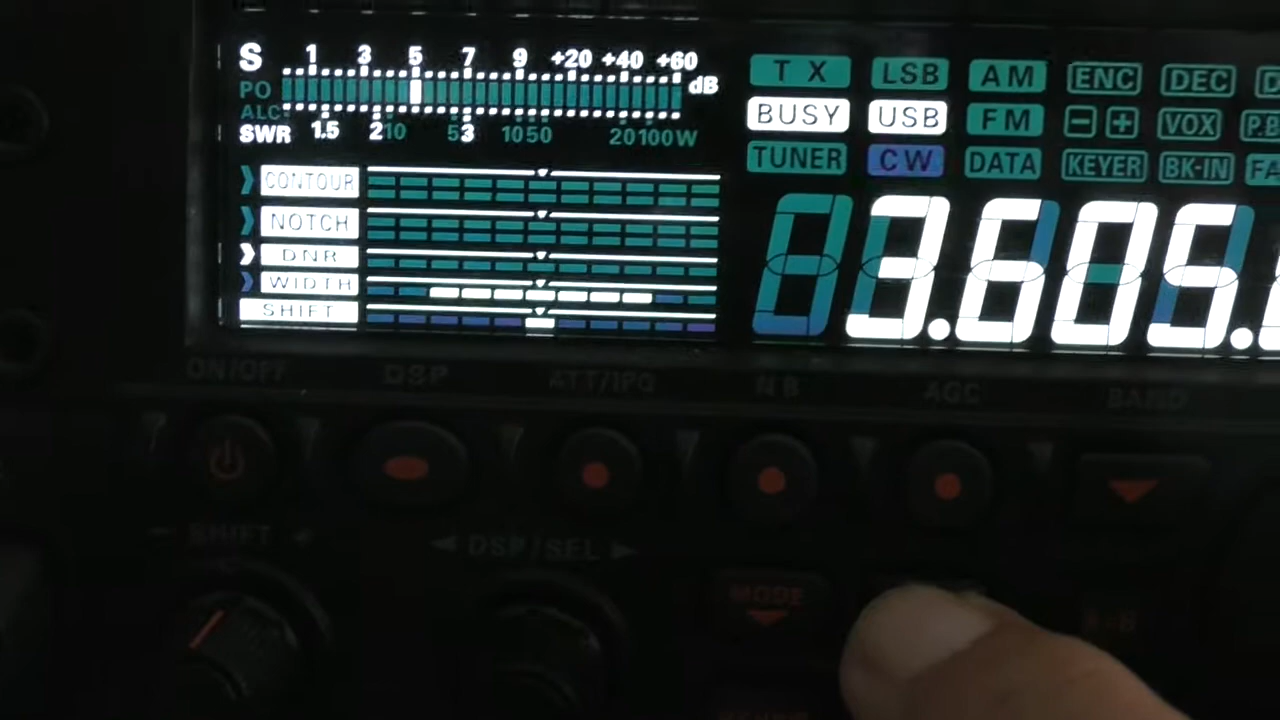 S 1 3 5 7 9 +20 +40 +60 dB
PO
ALC
SWR 1.5 2 10 5 3 10 50 20 100 W
CONTOUR
NOTCH
DNR
WIDTH
SHIFT
TX LSB AM ENC DEC
BUSY USB FM − + VOX P.B
TUNER CW DATA KEYER BK-IN FA
3.605.
ON/OFF DSP ATT/IPO NB AGC BAND
− SHIFT +
◀ DSP/SEL ▶
MODE